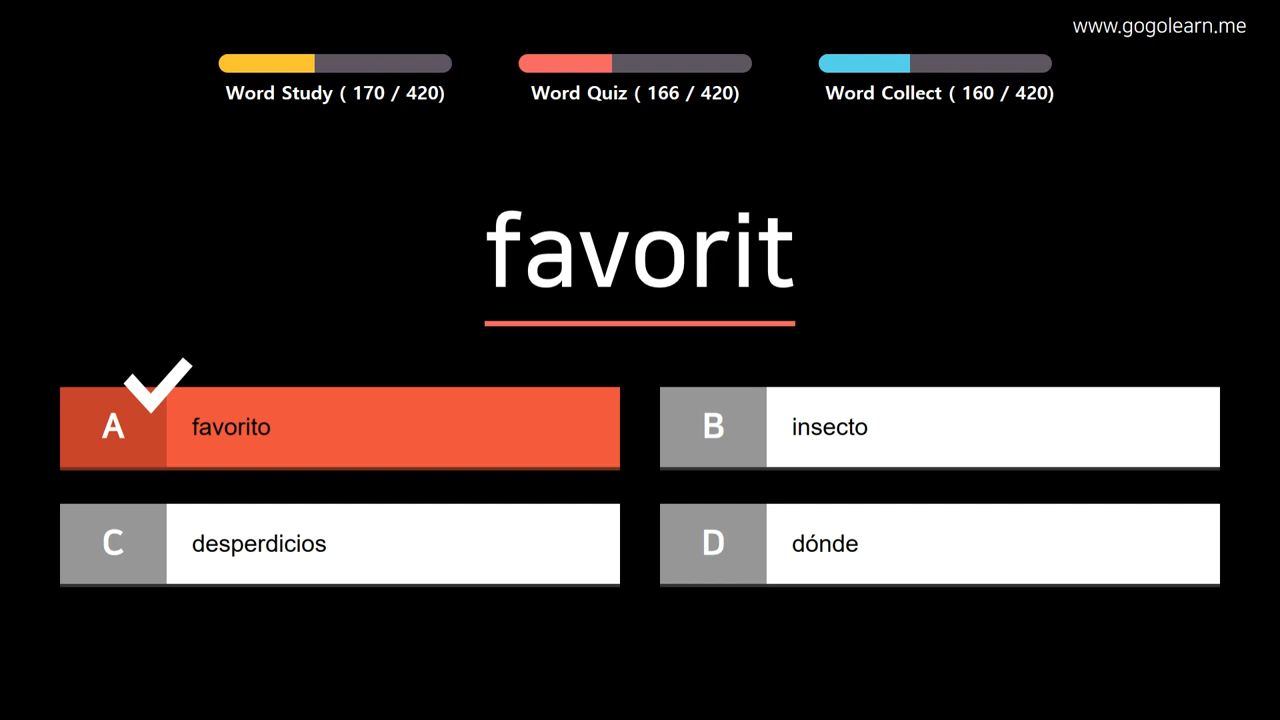 www.gogolearn.me
Word Study ( 170 / 420)
Word Quiz ( 166 / 420)
Word Collect ( 160 / 420)
favorit
A favorito
B insecto
C desperdicios
D dónde